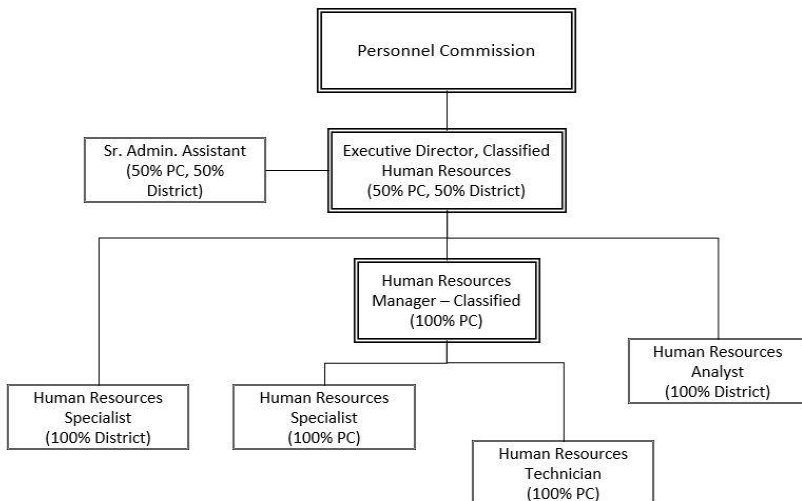 Personnel Commission
Sr. Admin. Assistant
(50% PC, 50%
District)
Executive Director, Classified
Human Resources
(50% PC, 50% District)
Human Resources
Manager – Classified
(100% PC)
Human Resources
Analyst
(100% District)
Human Resources
Specialist
(100% District)
Human Resources
Specialist
(100% PC)
Human Resources
Technician
(100% PC)